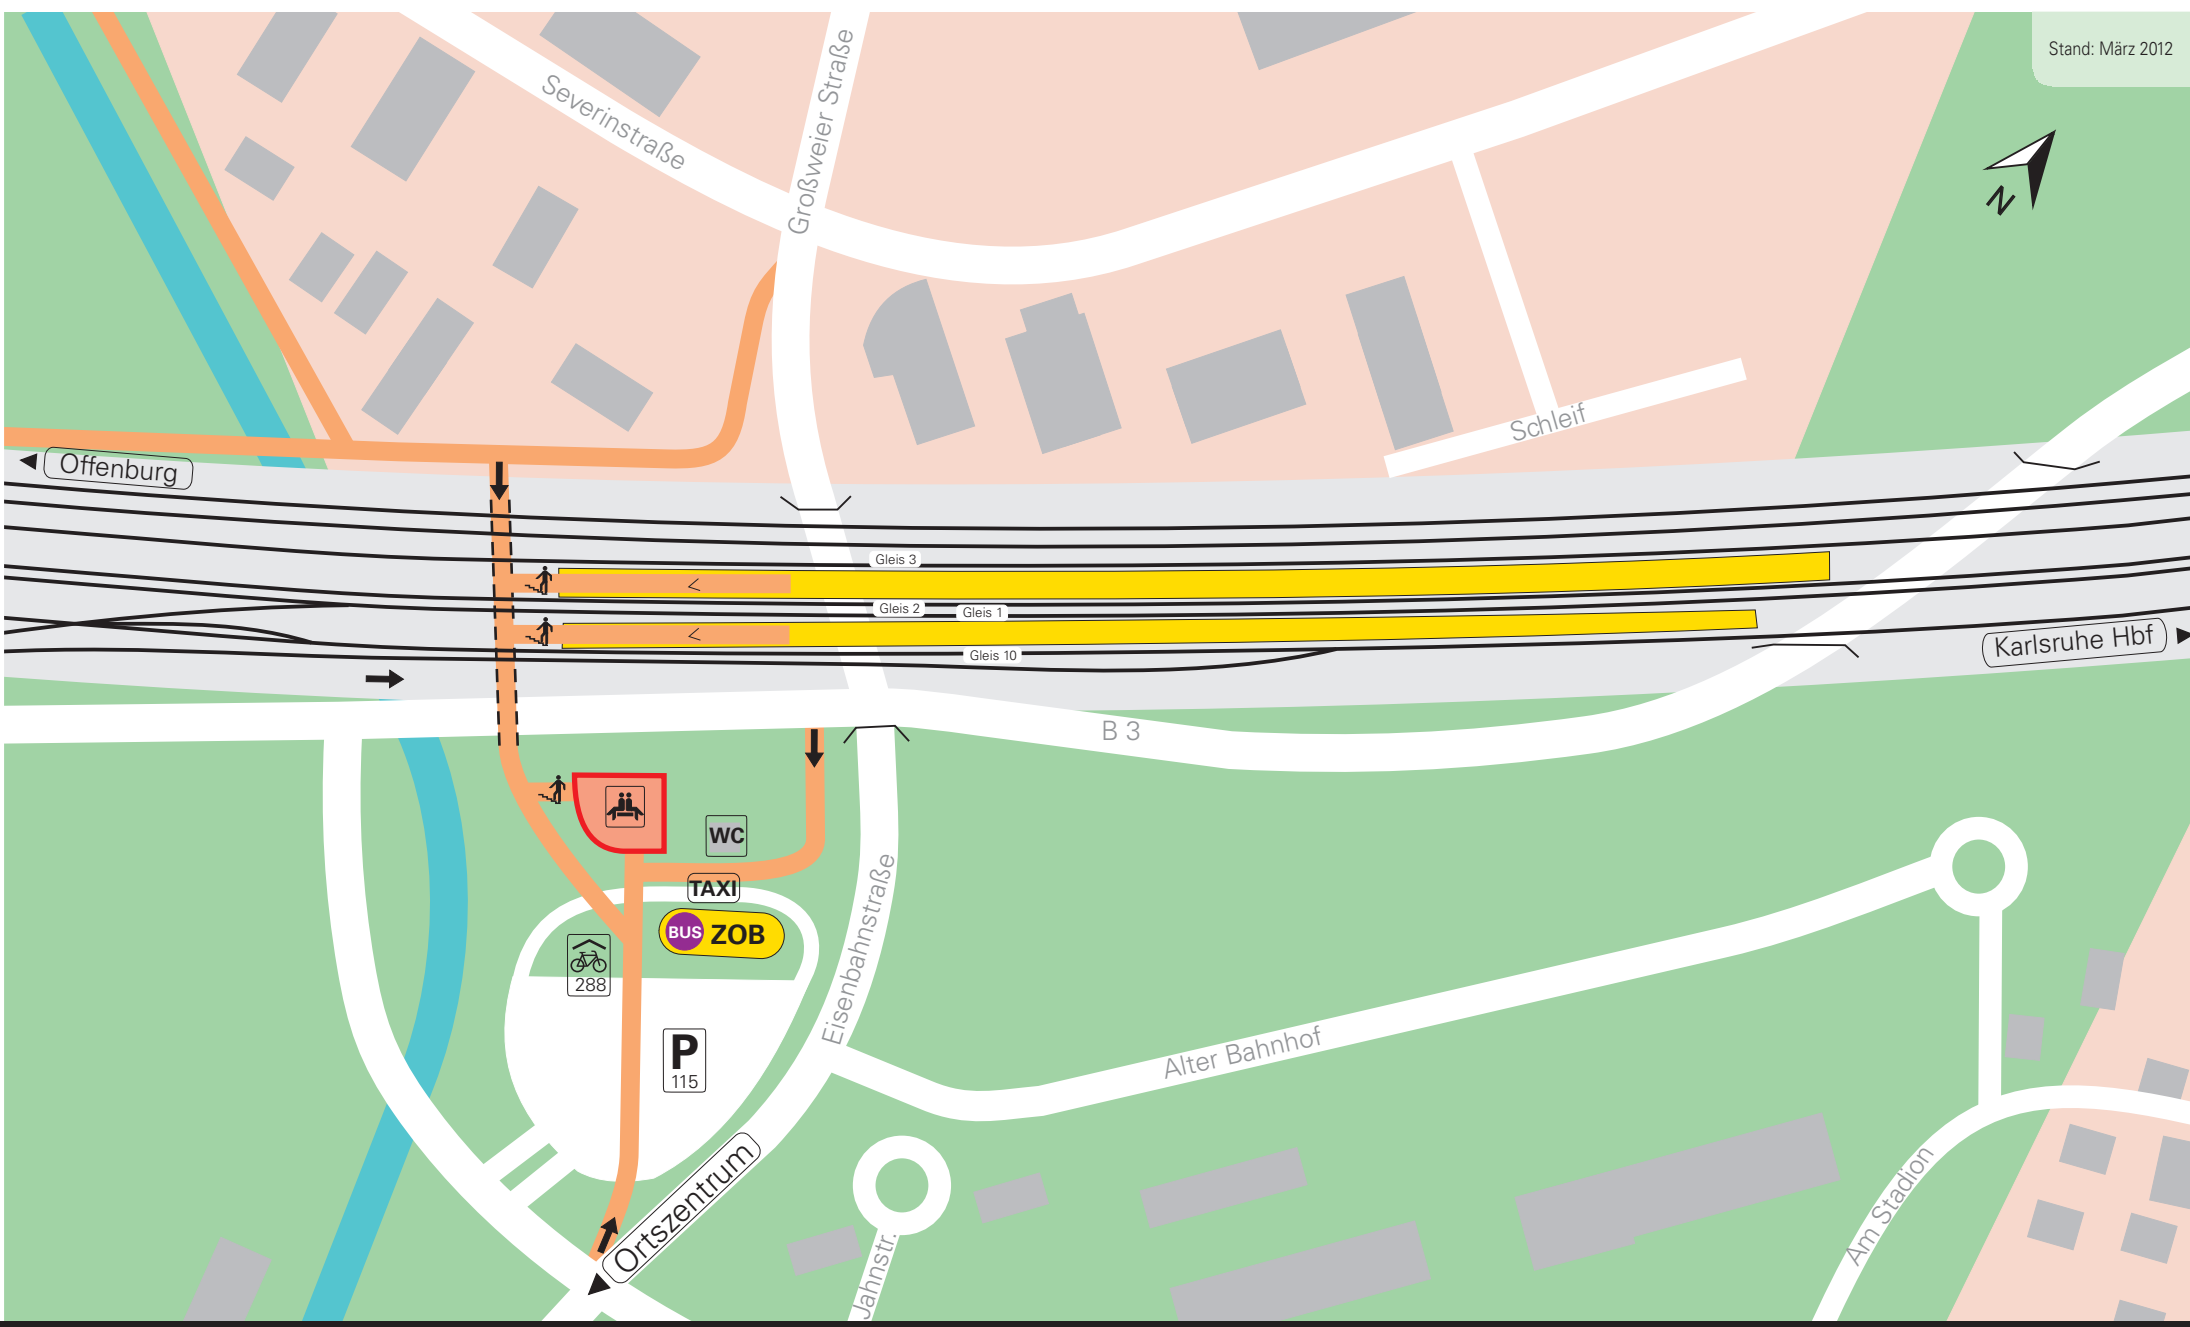 Stand: März 2012
Severinstraße
Großweier Straße
N
Schleif
Offenburg
Gleis 3
Gleis 2
Gleis 1
Gleis 10
Karlsruhe Hbf
B 3
WC
TAXI
BUS ZOB
288
P
115
Eisenbahnstraße
Alter Bahnhof
Ortszentrum
Jahnstr.
Am Stadion